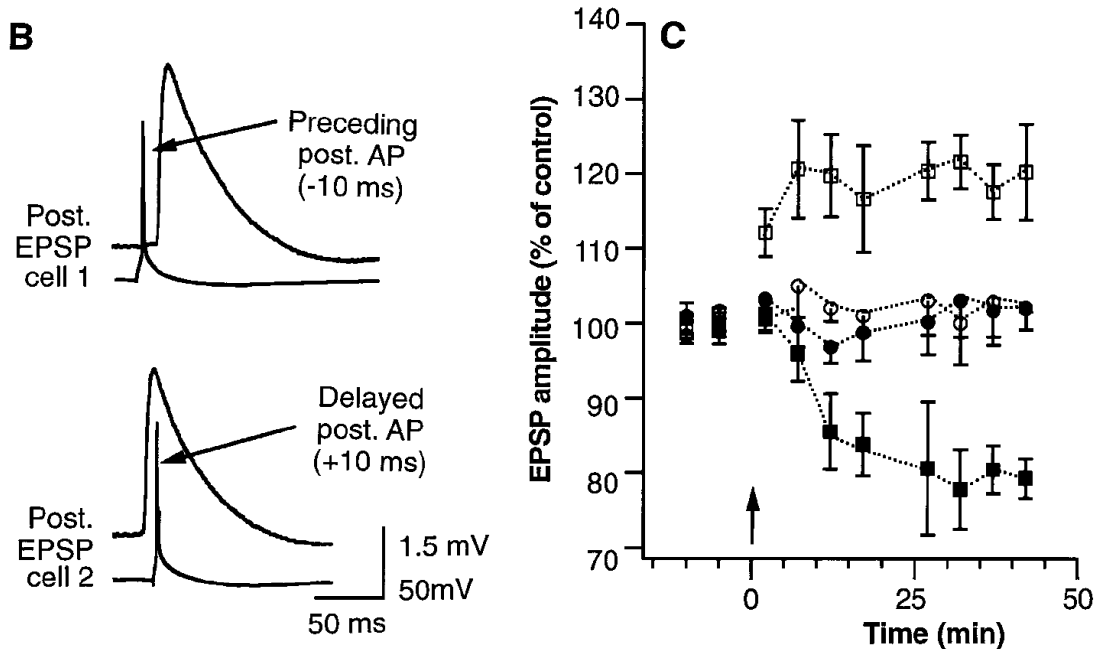 B
Preceding
post. AP
(-10 ms)
Post.
EPSP
cell 1
Delayed
post. AP
(+10 ms)
Post.
EPSP
cell 2
1.5 mV
50mV
50 ms
C
EPSP amplitude (% of control)
140
130
120
110
100
90
80
70
0
25
50
Time (min)